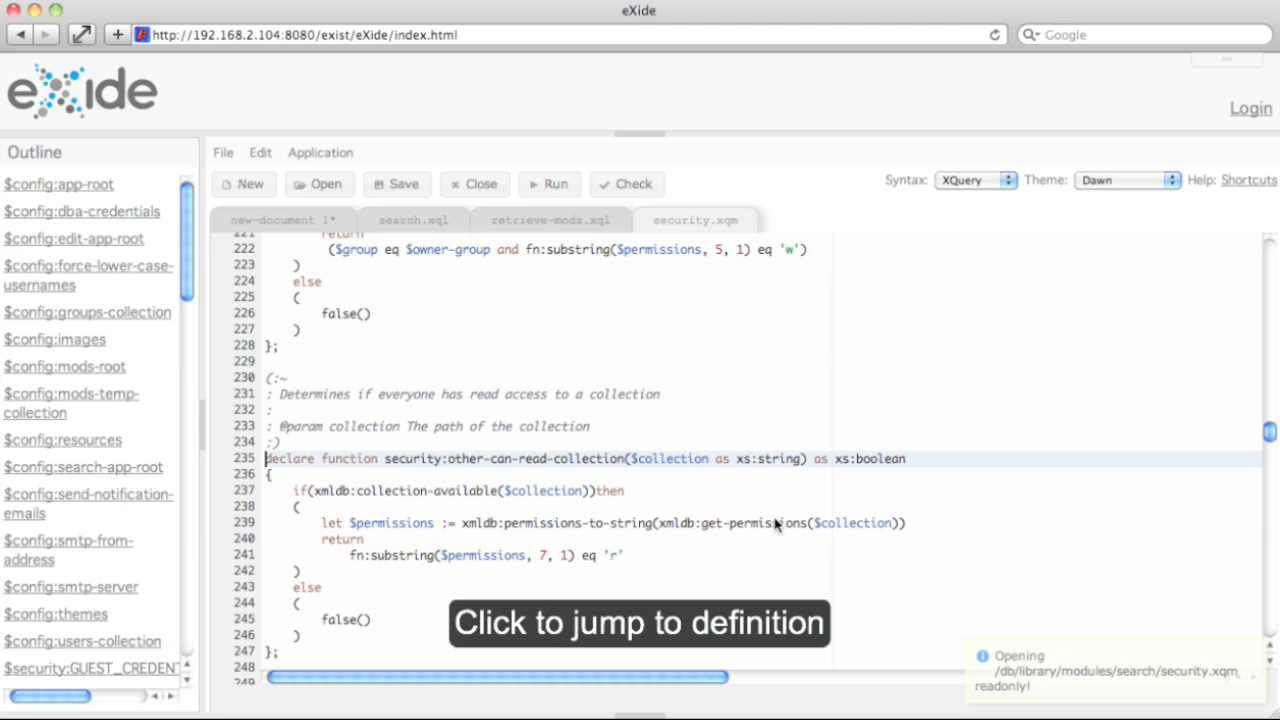 eXide
http://192.168.2.104:8080/exist/eXide/index.html
Google
eXide
Login
Outline
$config:app-root
$config:dba-credentials
$config:edit-app-root
$config:force-lower-case-
usernames
$config:groups-collection
$config:images
$config:mods-root
$config:mods-temp-
collection
$config:resources
$config:search-app-root
$config:send-notification-
emails
$config:smtp-from-
address
$config:smtp-server
$config:themes
$config:users-collection
$security:GUEST_CREDENT
File Edit Application
New Open Save Close Run Check
Syntax: XQuery Theme: Dawn Help: Shortcuts
new-document 1* search.xql retrieve-mods.xql security.xqm
221 return
222 ($group eq $owner-group and fn:substring($permissions, 5, 1) eq 'w')
223 )
224 else
225 (
226 false()
227 )
228 };
229
230 (:~
231 : Determines if everyone has read access to a collection
232 :
233 : @param collection The path of the collection
234 :)
235 declare function security:other-can-read-collection($collection as xs:string) as xs:boolean
236 {
237 if(xmldb:collection-available($collection))then
238 (
239 let $permissions := xmldb:permissions-to-string(xmldb:get-permissions($collection))
240 return
241 fn:substring($permissions, 7, 1) eq 'r'
242 )
243 else
244 (
245 false()
246 )
247 };
248
249
Click to jump to definition
Opening
/db/library/modules/search/security.xqm
readonly!